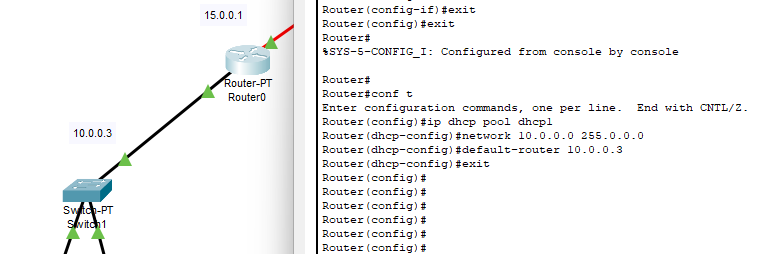 15.0.0.1
Router-PT
Router0
10.0.0.3
Switch-PT
Switch1
Router(config-if)#exit
Router(config)#exit
Router#
%SYS-5-CONFIG_I: Configured from console by console
Router#
Router#conf t
Enter configuration commands, one per line.  End with CNTL/Z.
Router(config)#ip dhcp pool dhcp1
Router(dhcp-config)#network 10.0.0.0 255.0.0.0
Router(dhcp-config)#default-router 10.0.0.3
Router(dhcp-config)#exit
Router(config)#
Router(config)#
Router(config)#
Router(config)#
Router(config)#
Router(config)#